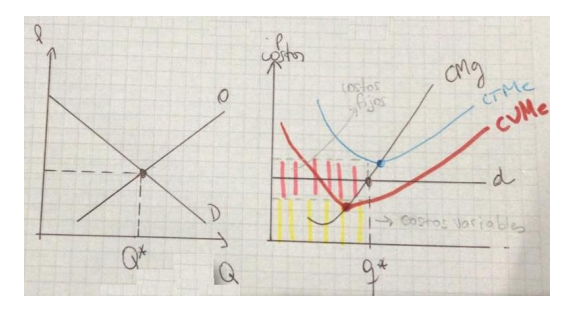 P
O
D
Q*
Q
P
costos
costos
fijos
CMg
CTMe
CVMe
d
→ costos variables
q*